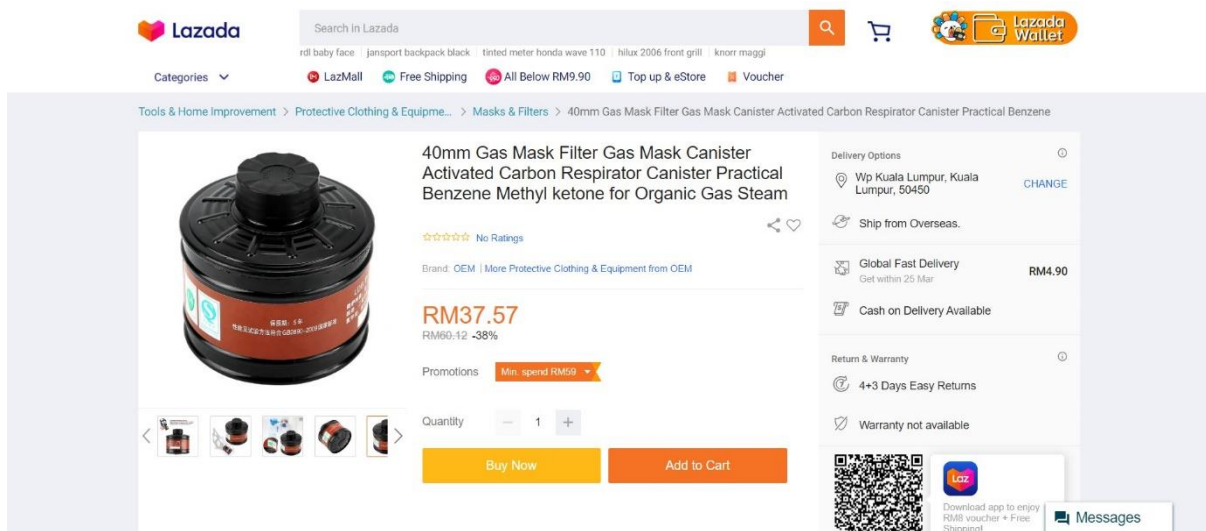 Lazada
Search in Lazada
Lazada
Wallet
rdl baby face jansport backpack black tinted meter honda wave 110 hilux 2006 front grill knorr maggi
Categories
LazMall
Free Shipping
All Below RM9.90
Top up & eStore
Voucher
Tools & Home Improvement > Protective Clothing & Equipme... > Masks & Filters > 40mm Gas Mask Filter Gas Mask Canister Activated Carbon Respirator Canister Practical Benzene
40mm Gas Mask Filter Gas Mask Canister
Activated Carbon Respirator Canister Practical
Benzene Methyl ketone for Organic Gas Steam
No Ratings
Brand: OEM | More Protective Clothing & Equipment from OEM
RM37.57
RM60.12 -38%
Promotions
Min. spend RM59
Quantity
1
Buy Now
Add to Cart
Delivery Options
Wp Kuala Lumpur, Kuala
Lumpur, 50450
CHANGE
Ship from Overseas.
Global Fast Delivery
RM4.90
Get within 25 Mar
Cash on Delivery Available
Return & Warranty
4+3 Days Easy Returns
Warranty not available
Laz
Download app to enjoy
RM8 voucher + Free
Shipping!
Messages